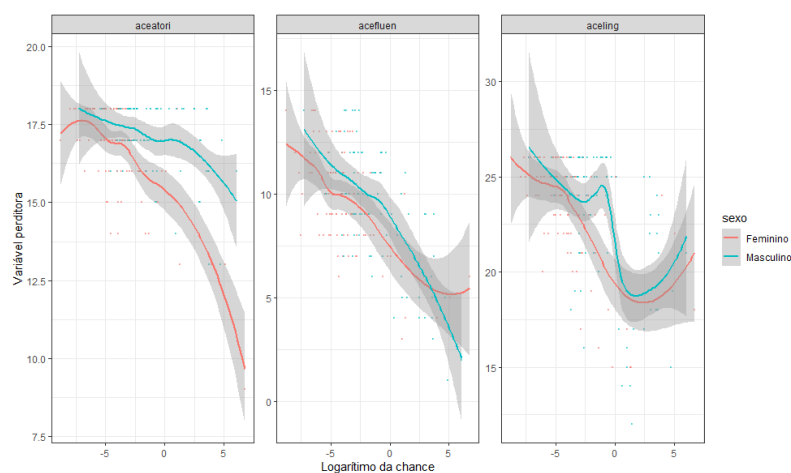 aceatori
acefluen
aceling
20.0
17.5
15.0
12.5
10.0
7.5
15
10
5
0
30
25
20
15
-5 0 5
-5 0 5
-5 0 5
Variável perditora
Logarítimo da chance
sexo
Feminino
Masculino